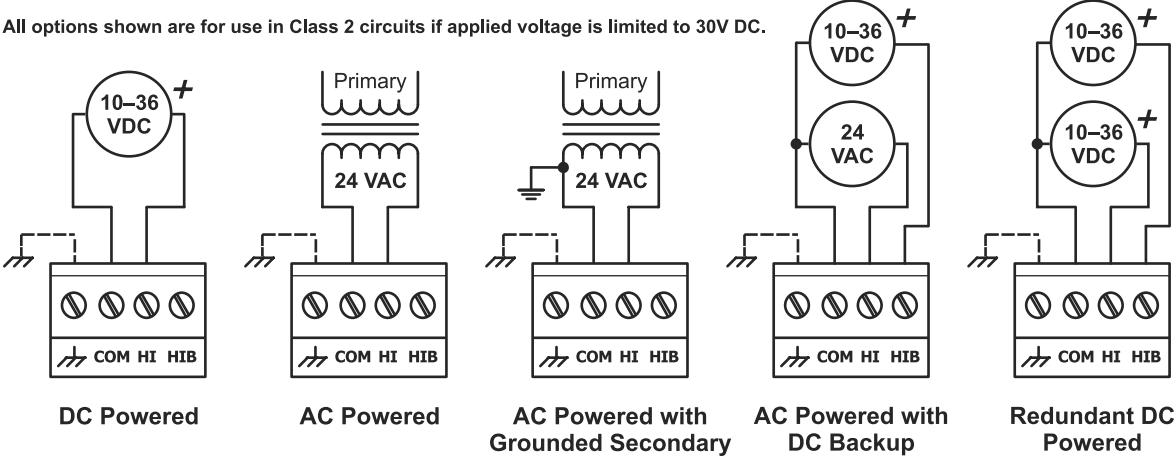 All options shown are for use in Class 2 circuits if applied voltage is limited to 30V DC.
10–36
VDC
+
COM HI HIB
DC Powered
Primary
24 VAC
COM HI HIB
AC Powered
Primary
24 VAC
COM HI HIB
AC Powered with
Grounded Secondary
10–36
VDC
+
24
VAC
COM HI HIB
AC Powered with
DC Backup
10–36
VDC
+
10–36
VDC
+
COM HI HIB
Redundant DC
Powered